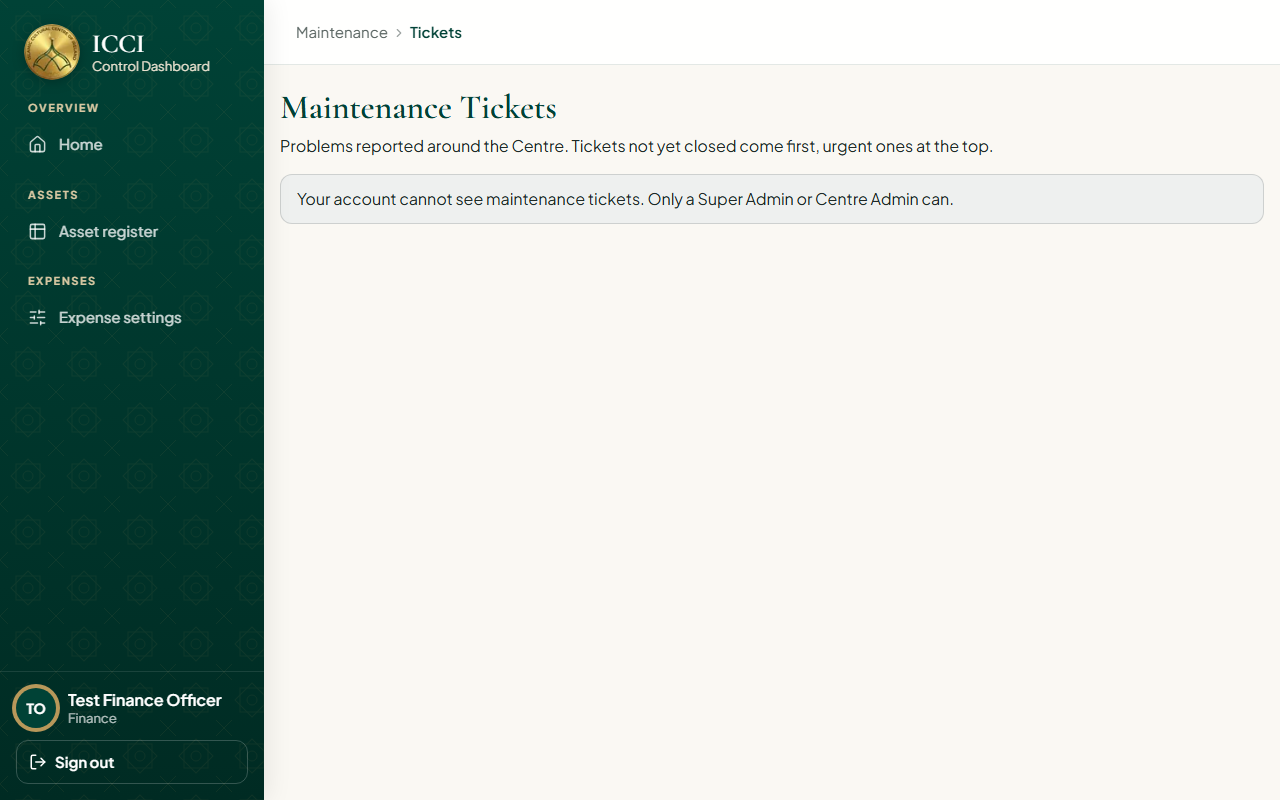 ICCI
Control Dashboard
OVERVIEW
Home
ASSETS
Asset register
EXPENSES
Expense settings
TO
Test Finance Officer
Finance
Sign out
Maintenance › Tickets
Maintenance Tickets
Problems reported around the Centre. Tickets not yet closed come first, urgent ones at the top.
Your account cannot see maintenance tickets. Only a Super Admin or Centre Admin can.